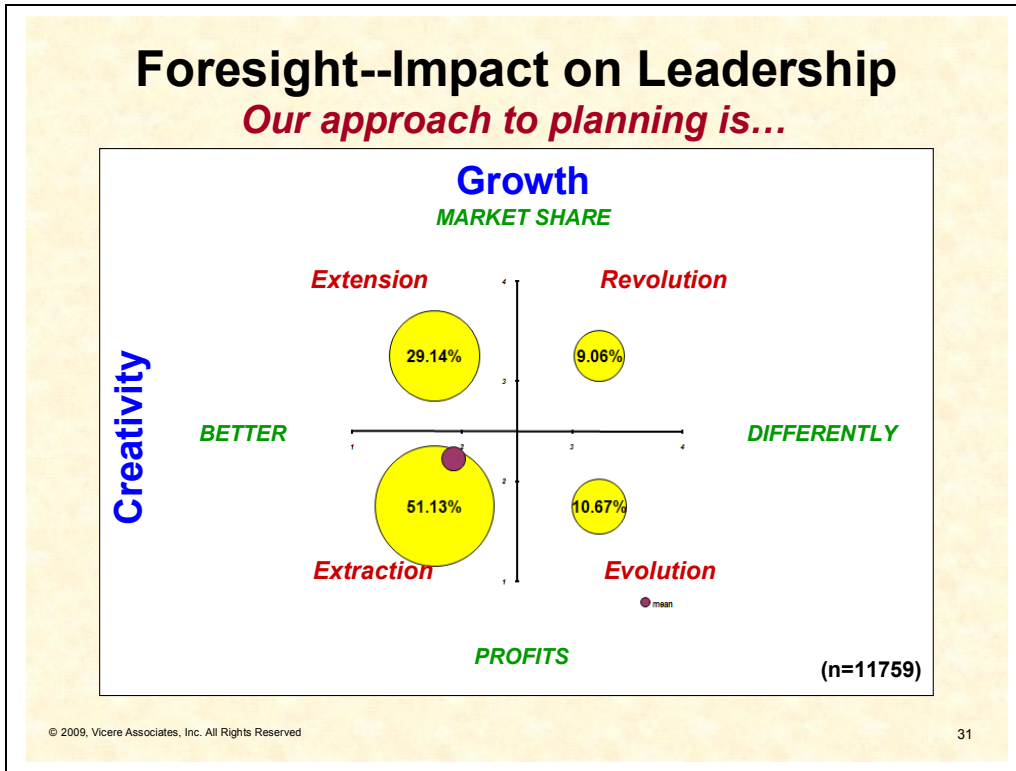 Foresight--Impact on Leadership
Our approach to planning is…
Growth
MARKET SHARE
Extension
Revolution
4
29.14%
9.06%
3
Creativity
BETTER
DIFFERENTLY
1
2
3
4
2
51.13%
10.67%
Extraction
Evolution
1
mean
PROFITS
(n=11759)
© 2009, Vicere Associates, Inc. All Rights Reserved
31